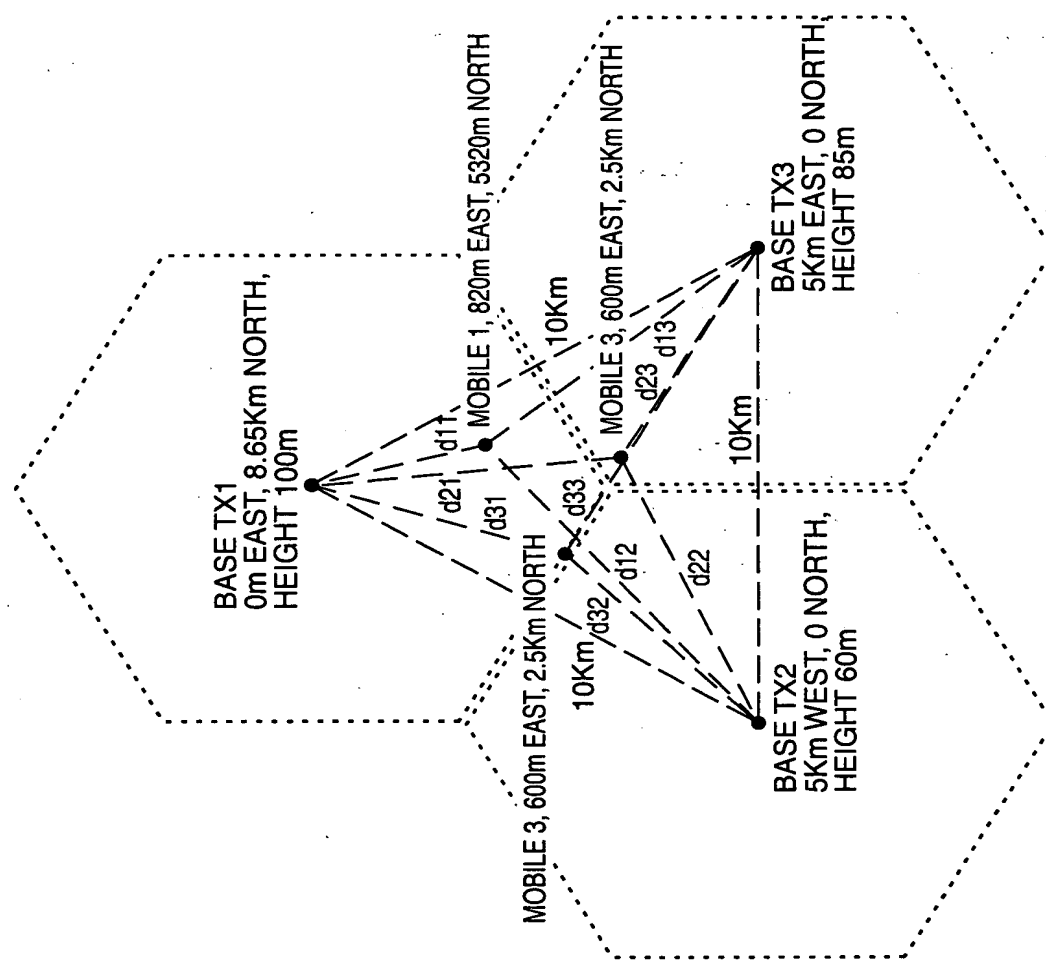 BASE TX1
0m EAST, 8.65Km NORTH,
HEIGHT 100m
MOBILE 1, 820m EAST, 5320m NORTH
10Km
d11
d21
d31
MOBILE 3, 600m EAST, 2.5Km NORTH
d33
d23
d13
MOBILE 3, 600m EAST, 2.5Km NORTH
10Km
d32
d12
d22
10Km
BASE TX2
5Km WEST, 0 NORTH,
HEIGHT 60m
BASE TX3
5Km EAST, 0 NORTH,
HEIGHT 85m